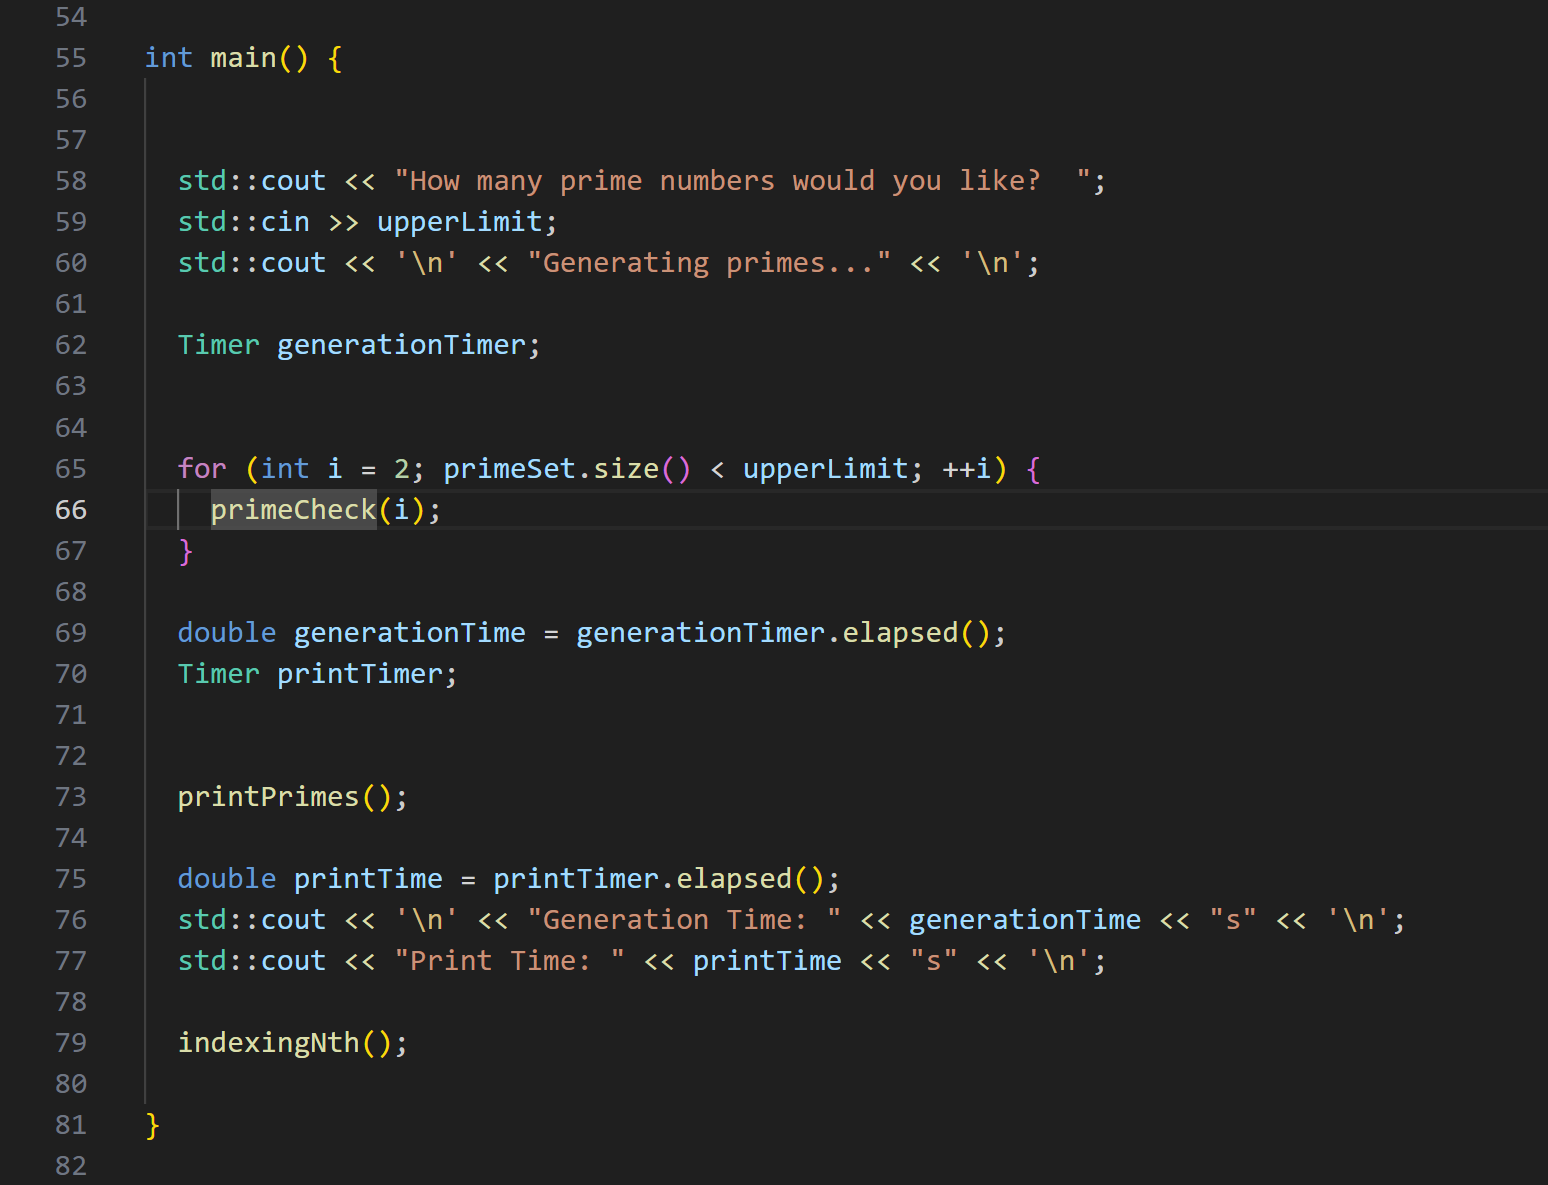 54
55 int main() {
56
57
58 std::cout << "How many prime numbers would you like?  ";
59 std::cin >> upperLimit;
60 std::cout << '\n' << "Generating primes..." << '\n';
61
62 Timer generationTimer;
63
64
65 for (int i = 2; primeSet.size() < upperLimit; ++i) {
66 primeCheck(i);
67 }
68
69 double generationTime = generationTimer.elapsed();
70 Timer printTimer;
71
72
73 printPrimes();
74
75 double printTime = printTimer.elapsed();
76 std::cout << '\n' << "Generation Time: " << generationTime << "s" << '\n';
77 std::cout << "Print Time: " << printTime << "s" << '\n';
78
79 indexingNth();
80
81 }
82